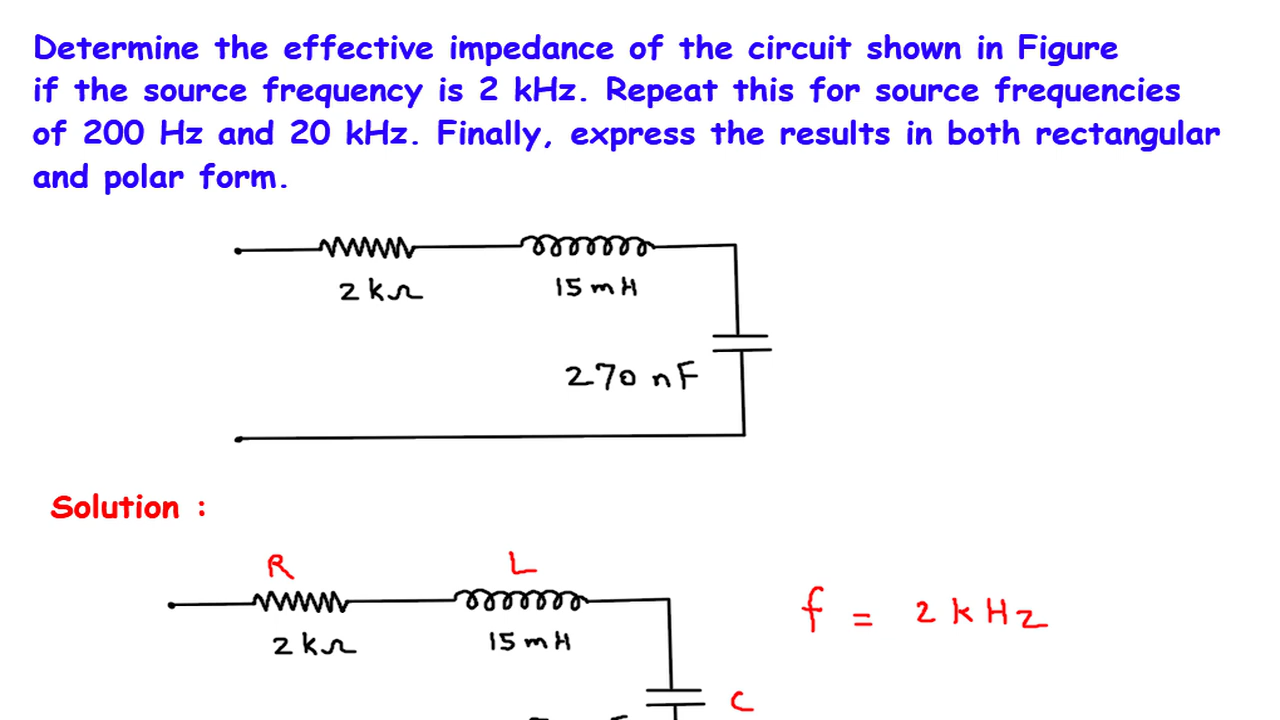 Determine the effective impedance of the circuit shown in Figure
if the source frequency is 2 kHz. Repeat this for source frequencies
of 200 Hz and 20 kHz. Finally, express the results in both rectangular
and polar form.
2 kΩ
15 mH
270 nF
Solution :
R
L
f = 2 kHz
2 kΩ
15 mH
C